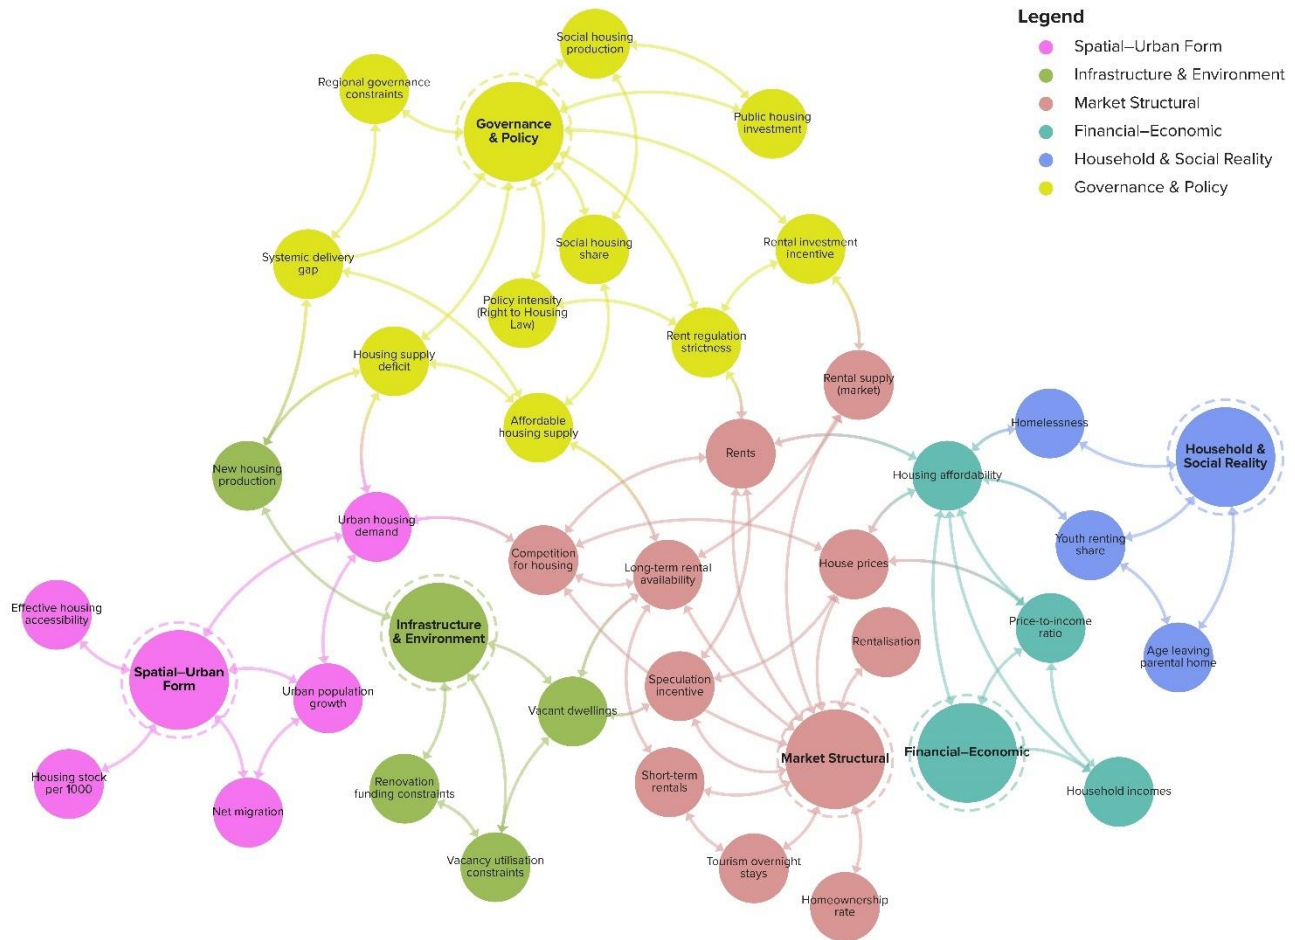 Legend
Spatial–Urban Form
Infrastructure & Environment
Market Structural
Financial–Economic
Household & Social Reality
Governance & Policy
Social housing
production
Regional governance
constraints
Governance
& Policy
Public housing
investment
Systemic delivery
gap
Social housing
share
Rental investment
incentive
Policy intensity
(Right to Housing
Law)
Rent regulation
strictness
Housing supply
deficit
Rental supply
(market)
Affordable
housing supply
Homelessness
Household &
Social Reality
Rents
New housing
production
Housing affordability
Urban housing
demand
Competition
for housing
Long-term rental
availability
House prices
Youth renting
share
Effective housing
accessibility
Infrastructure
& Environment
Rentalisation
Price-to-income
ratio
Age leaving
parental home
Spatial–Urban
Form
Urban population
growth
Speculation
incentive
Vacant dwellings
Market Structural
Financial–Economic
Housing stock
per 1000
Net migration
Renovation
funding constraints
Short-term
rentals
Household incomes
Vacancy utilisation
constraints
Tourism overnight
stays
Homeownership
rate